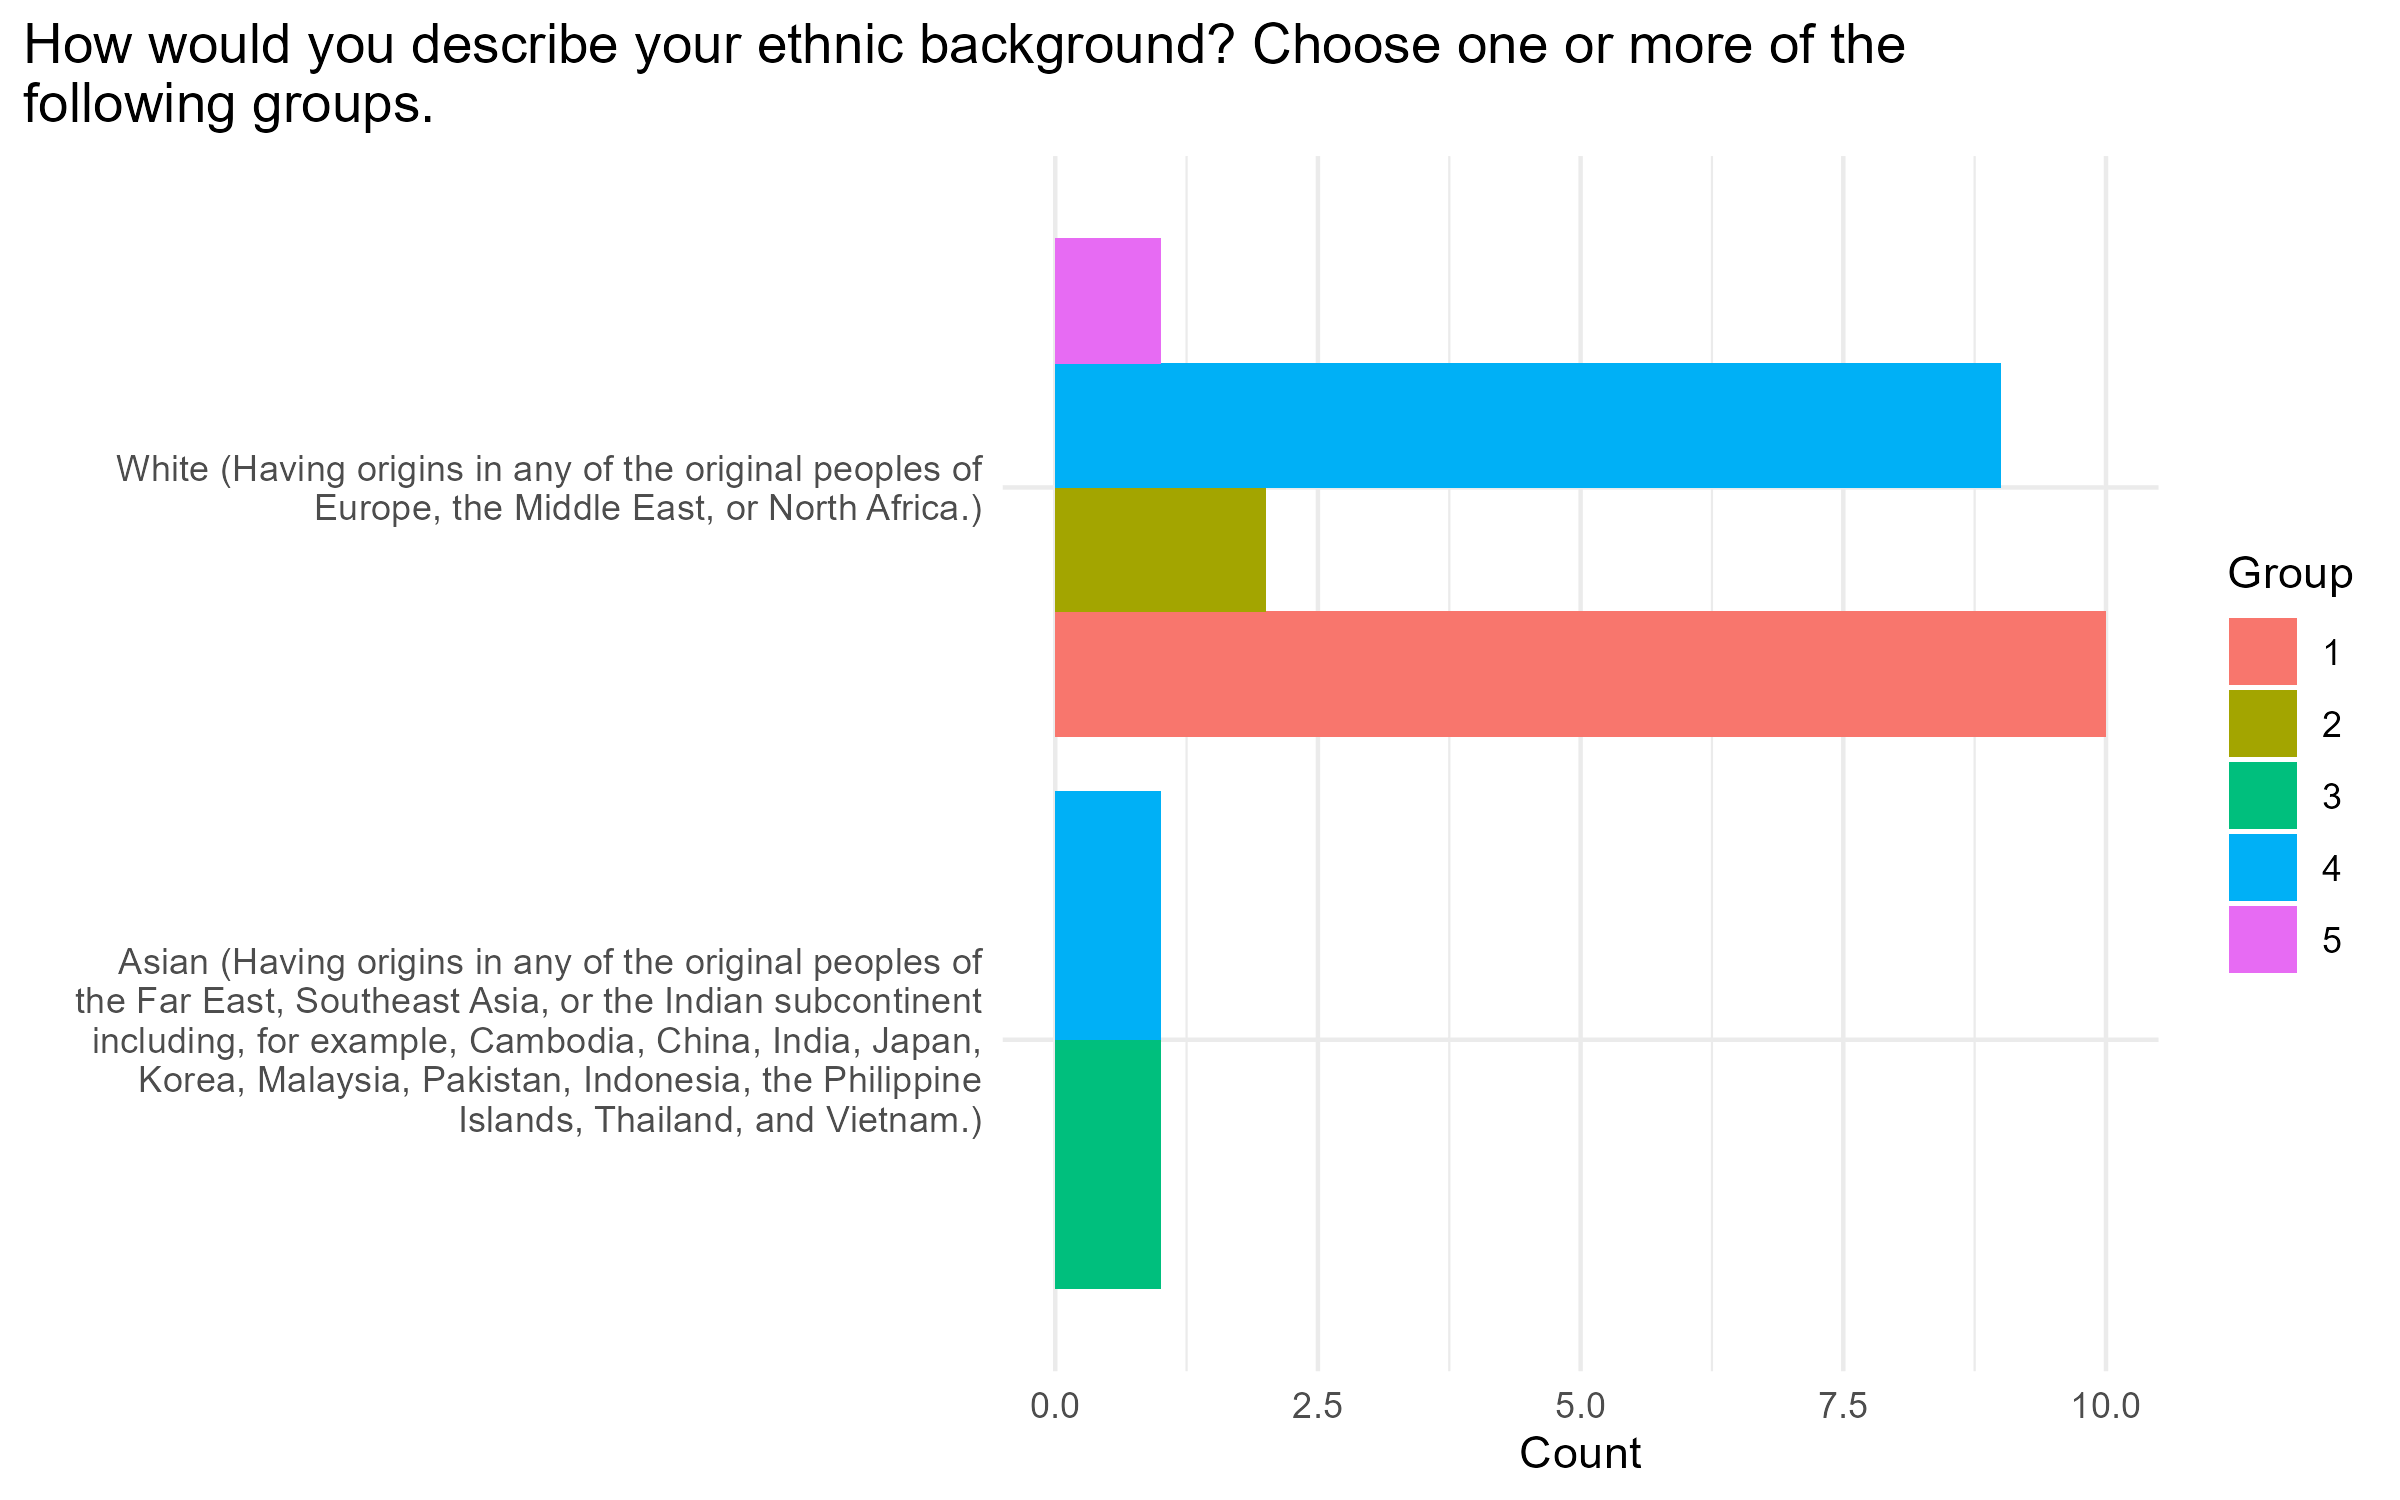 How would you describe your ethnic background? Choose one or more of the
following groups.
White (Having origins in any of the original peoples of
Europe, the Middle East, or North Africa.)
Asian (Having origins in any of the original peoples of
the Far East, Southeast Asia, or the Indian subcontinent
including, for example, Cambodia, China, India, Japan,
Korea, Malaysia, Pakistan, Indonesia, the Philippine
Islands, Thailand, and Vietnam.)
0.0 2.5 5.0 7.5 10.0
Count
Group
1
2
3
4
5